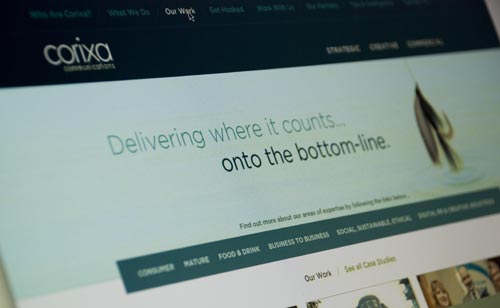 Who Are Corixa? | What We Do | Our Work | Get Hooked | Work With Us | Our Partners
corixa
communications
STRATEGIC CREATIVE COMMERCIAL
Delivering where it counts...
onto the bottom-line.
Find out more about our areas of expertise by following the links below...
CONSUMER MATURE FOOD & DRINK BUSINESS TO BUSINESS SOCIAL, SUSTAINABLE, ETHICAL DIGITAL, PR & CREATIVE INDUSTRIES
Our Work | See all Case Studies